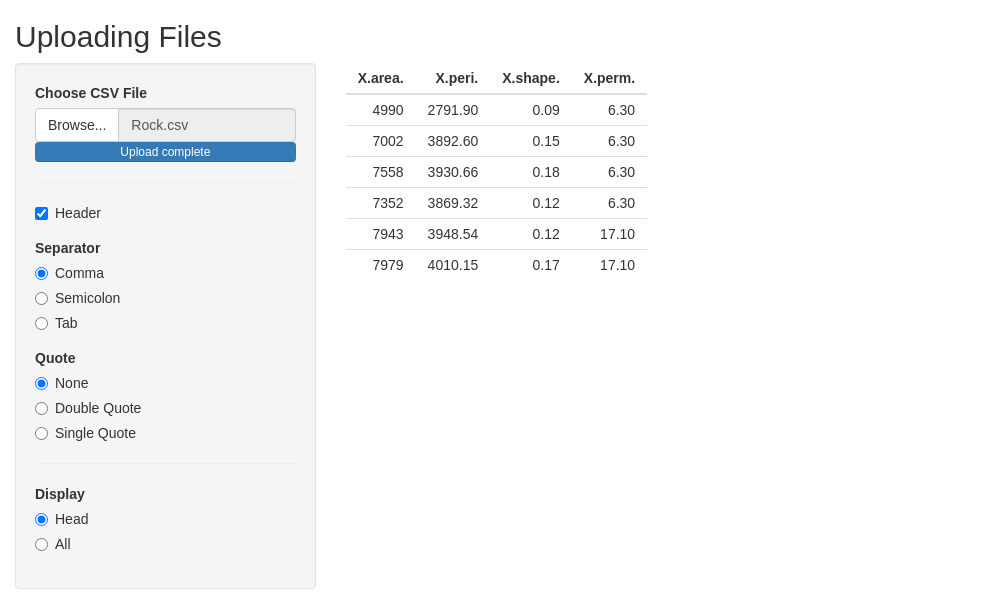 Uploading Files
Choose CSV File
Browse... Rock.csv
Upload complete
Header
Separator
Comma
Semicolon
Tab
Quote
None
Double Quote
Single Quote
Display
Head
All
X.area. X.peri. X.shape. X.perm.
4990 2791.90 0.09 6.30
7002 3892.60 0.15 6.30
7558 3930.66 0.18 6.30
7352 3869.32 0.12 6.30
7943 3948.54 0.12 17.10
7979 4010.15 0.17 17.10